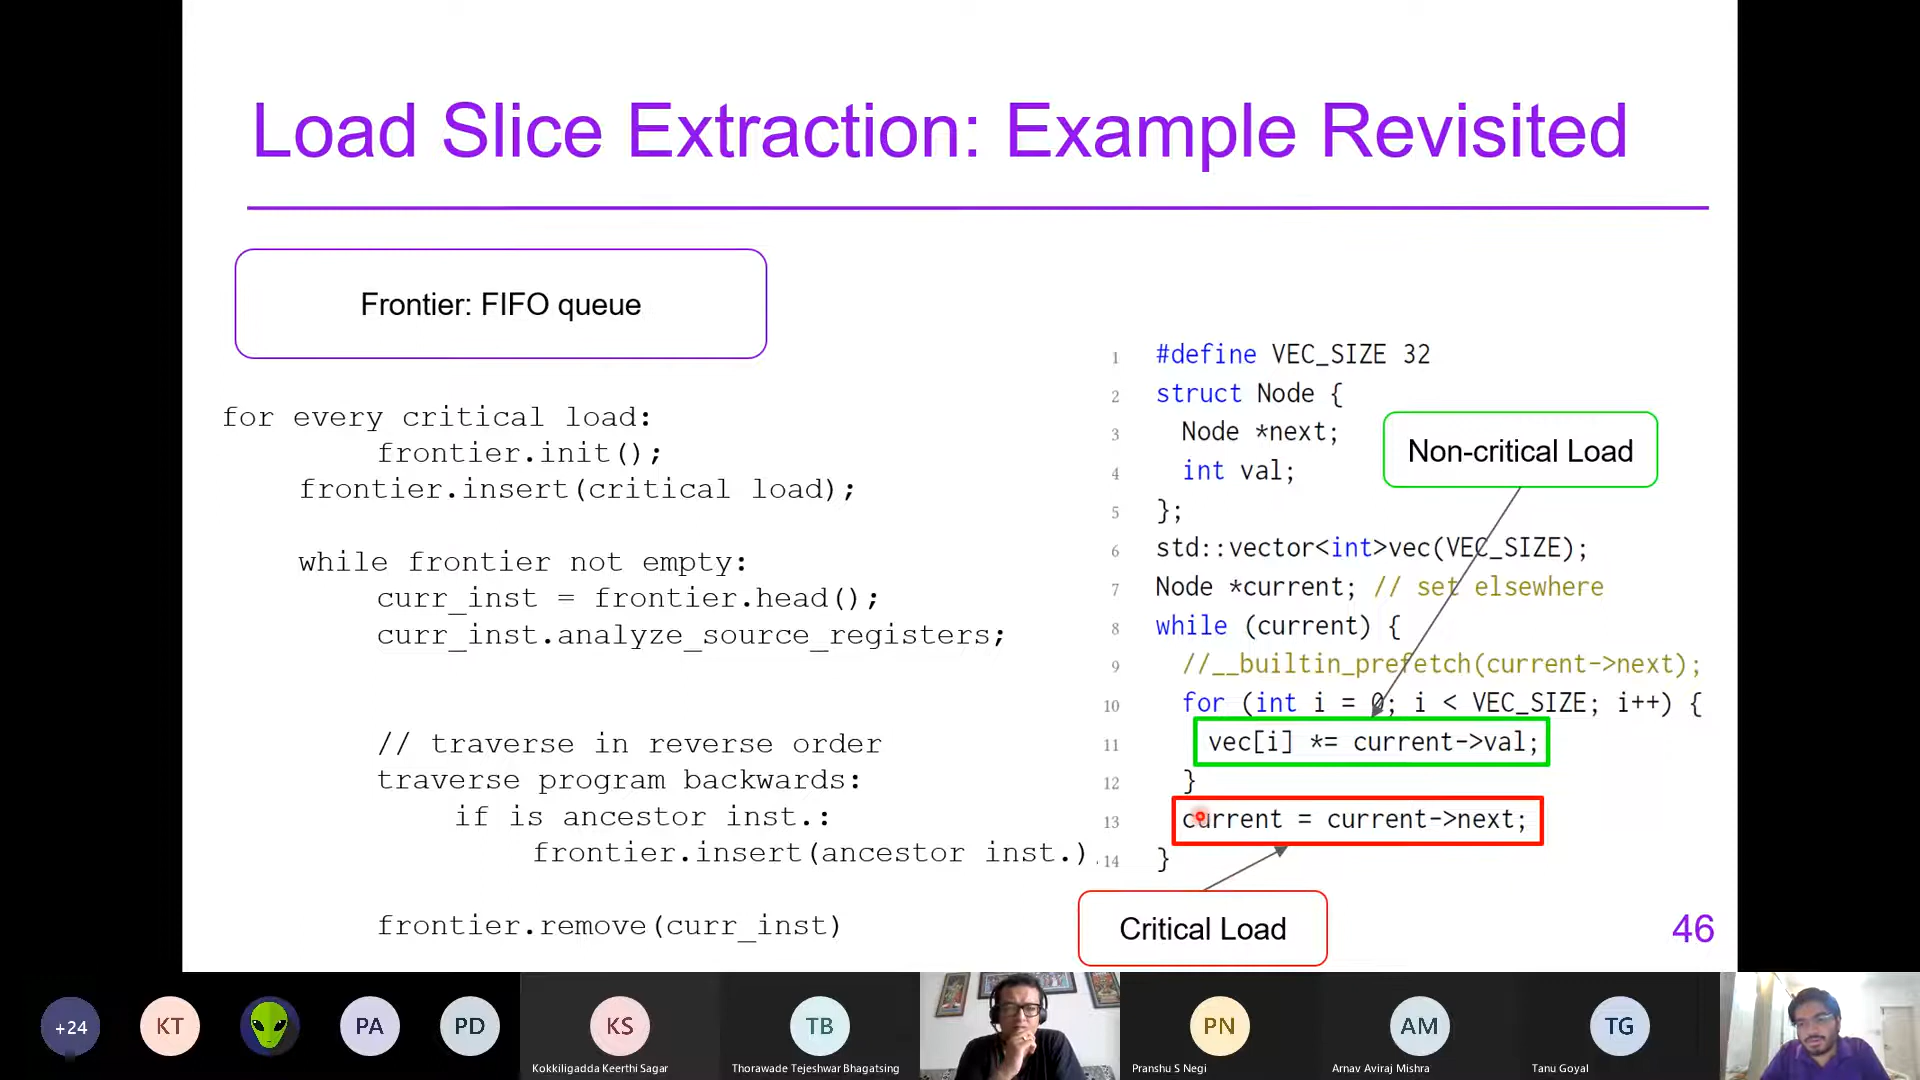 Load Slice Extraction: Example Revisited
Frontier: FIFO queue
for every critical load:
frontier.init();
frontier.insert(critical load);
while frontier not empty:
curr_inst = frontier.head();
curr_inst.analyze_source_registers;
// traverse in reverse order
traverse program backwards:
if is ancestor inst.:
frontier.insert(ancestor inst.)
frontier.remove(curr_inst)
1 #define VEC_SIZE 32
2 struct Node {
3 Node *next;
4 int val;
5 };
6 std::vector<int>vec(VEC_SIZE);
7 Node *current; // set elsewhere
8 while (current) {
9 //__builtin_prefetch(current->next);
10 for (int i = 0; i < VEC_SIZE; i++) {
11 vec[i] *= current->val;
12 }
13 current = current->next;
14 }
Non-critical Load
Critical Load
46
+24
KT
PA
PD
KS
Kokkiligadda Keerthi Sagar
TB
Thorawade Tejeshwar Bhagatsing
PN
Pranshu S Negi
AM
Arnav Aviraj Mishra
TG
Tanu Goyal